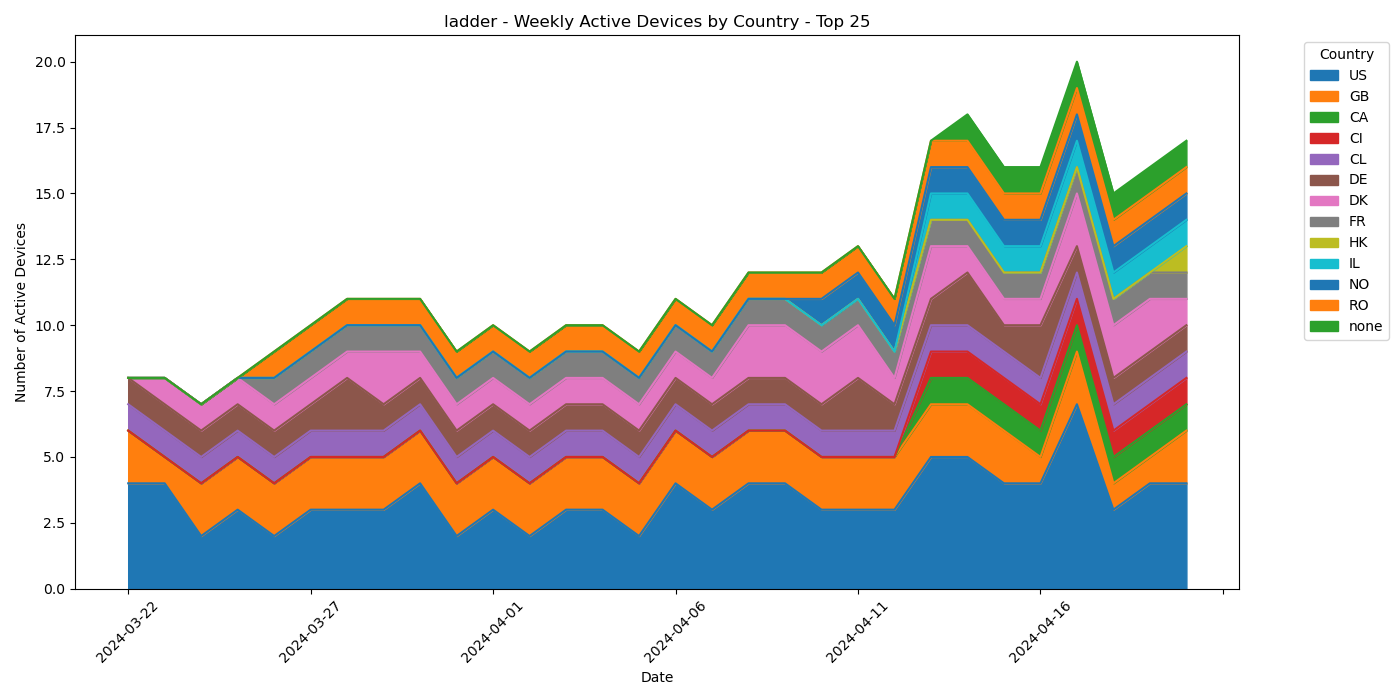 ladder - Weekly Active Devices by Country - Top 25
Number of Active Devices
20.0
17.5
15.0
12.5
10.0
7.5
5.0
2.5
0.0
2024-03-22
2024-03-27
2024-04-01
2024-04-06
2024-04-11
2024-04-16
Date
Country
US
GB
CA
CI
CL
DE
DK
FR
HK
IL
NO
RO
none